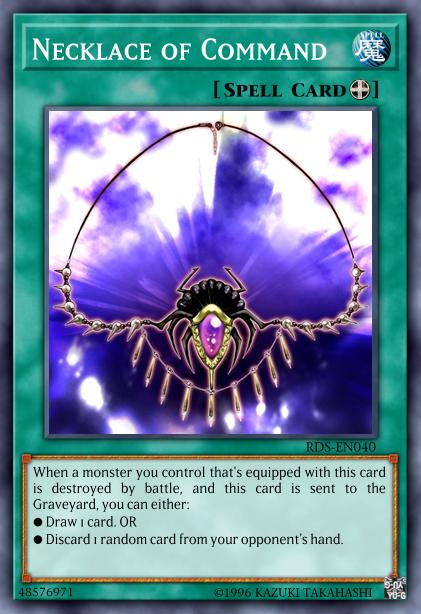 Necklace of Command
SPELL
魔
[Spell Card]
RDS-EN040
When a monster you control that's equipped with this card
is destroyed by battle, and this card is sent to the
Graveyard, you can either:
● Draw 1 card. OR
● Discard 1 random card from your opponent's hand.
48576971
©1996 KAZUKI TAKAHASHI